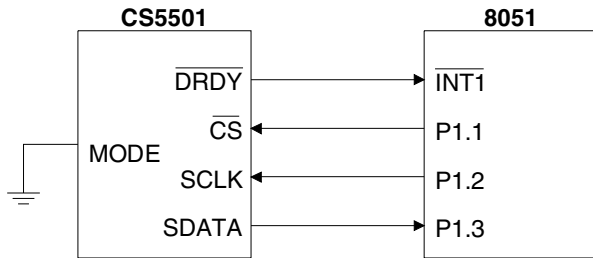 CS5501 8051
DRDY INT1
CS P1.1
MODE
SCLK P1.2
SDATA P1.3